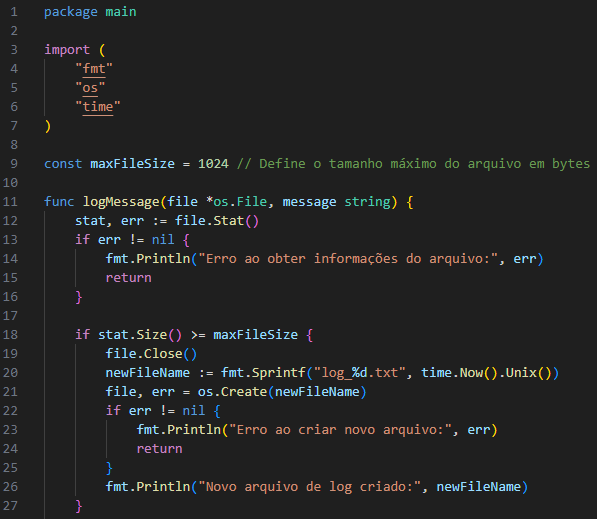 1 package main
2
3 import (
4     "fmt"
5     "os"
6     "time"
7 )
8
9 const maxFileSize = 1024 // Define o tamanho máximo do arquivo em bytes
10
11 func logMessage(file *os.File, message string) {
12     stat, err := file.Stat()
13     if err != nil {
14         fmt.Println("Erro ao obter informações do arquivo:", err)
15         return
16     }
17
18     if stat.Size() >= maxFileSize {
19         file.Close()
20         newFileName := fmt.Sprintf("log_%d.txt", time.Now().Unix())
21         file, err = os.Create(newFileName)
22         if err != nil {
23             fmt.Println("Erro ao criar novo arquivo:", err)
24             return
25         }
26         fmt.Println("Novo arquivo de log criado:", newFileName)
27     }